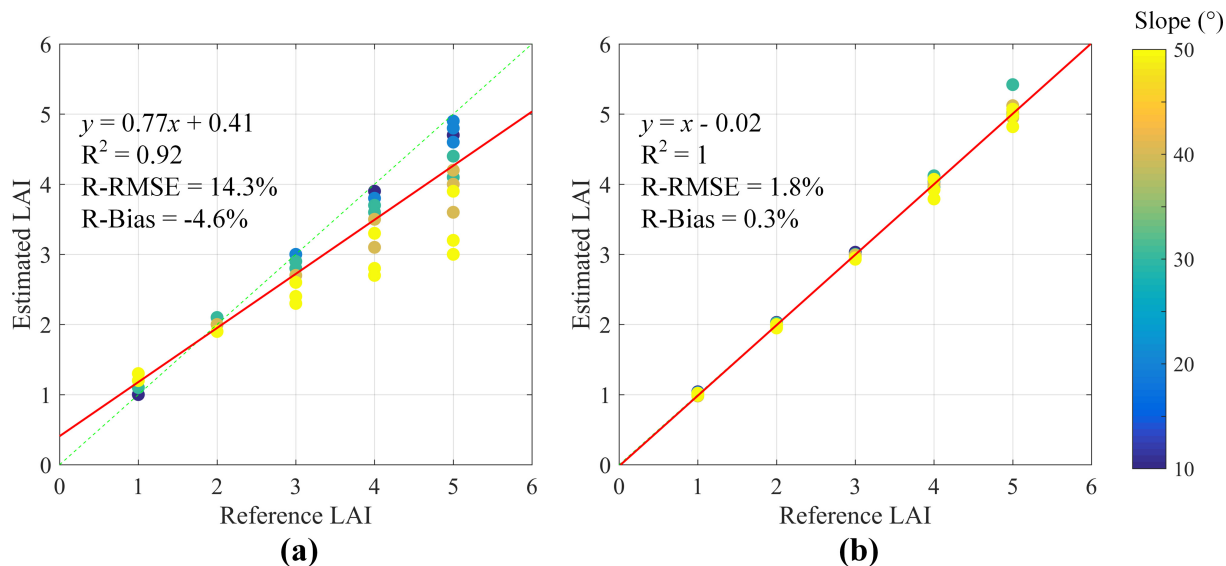 Slope (°)
6
5
4
3
2
1
0
Estimated LAI
y = 0.77x + 0.41
R² = 0.92
R-RMSE = 14.3%
R-Bias = -4.6%
0 1 2 3 4 5 6
Reference LAI
(a)
6
5
4
3
2
1
0
Estimated LAI
y = x - 0.02
R² = 1
R-RMSE = 1.8%
R-Bias = 0.3%
0 1 2 3 4 5 6
Reference LAI
(b)
50
40
30
20
10